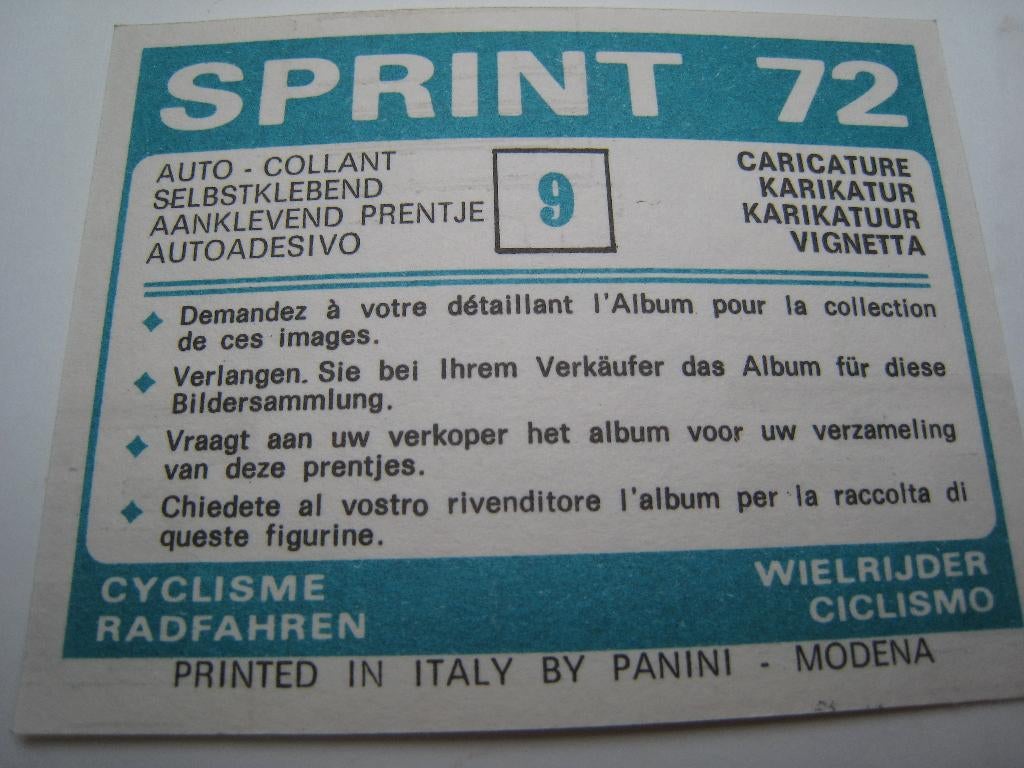 SPRINT 72
AUTO - COLLANT
SELBSTKLEBEND
AANKLEVEND PRENTJE
AUTOADESIVO
9
CARICATURE
KARIKATUR
KARIKATUUR
VIGNETTA
Demandez à votre détaillant l'Album pour la collection
de ces images.
Verlangen. Sie bei Ihrem Verkäufer das Album für diese
Bildersammlung.
Vraagt aan uw verkoper het album voor uw verzameling
van deze prentjes.
Chiedete al vostro rivenditore l'album per la raccolta di
queste figurine.
CYCLISME
RADFAHREN
WIELRIJDER
CICLISMO
PRINTED IN ITALY BY PANINI - MODENA